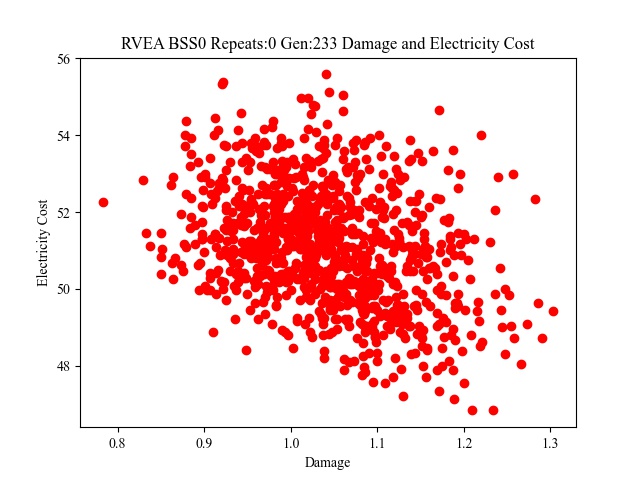 RVEA BSS0 Repeats:0 Gen:233 Damage and Electricity Cost
56
54
52
50
48
Electricity Cost
0.8 0.9 1.0 1.1 1.2 1.3
Damage